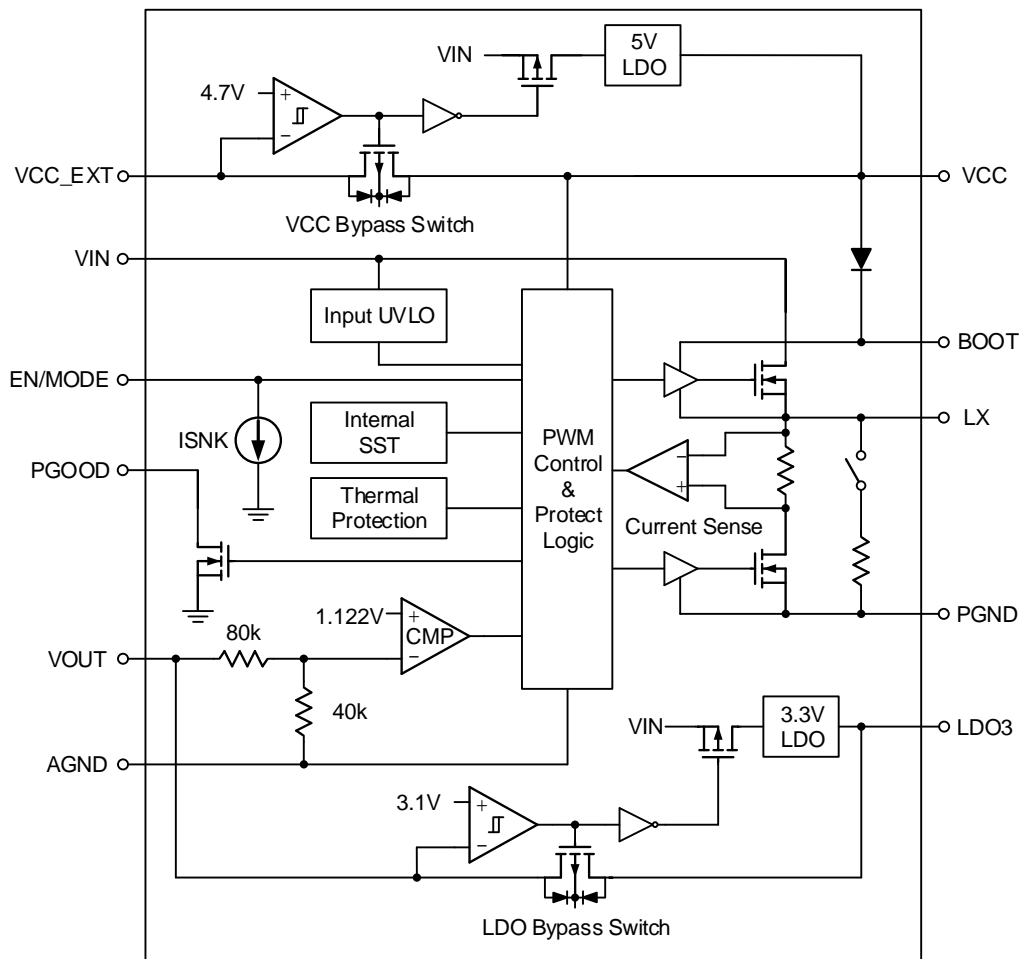 VIN
5V
LDO
4.7V
+
−
VCC_EXT
VCC
VCC Bypass Switch
VIN
Input UVLO
BOOT
EN/MODE
LX
ISNK
Internal
SST
PWM
Control
&
Protect
Logic
−
+
PGOOD
Thermal
Protection
Current Sense
1.122V
+
CMP
−
PGND
80k
VOUT
40k
VIN
3.3V
LDO
LDO3
AGND
3.1V
+
−
LDO Bypass Switch